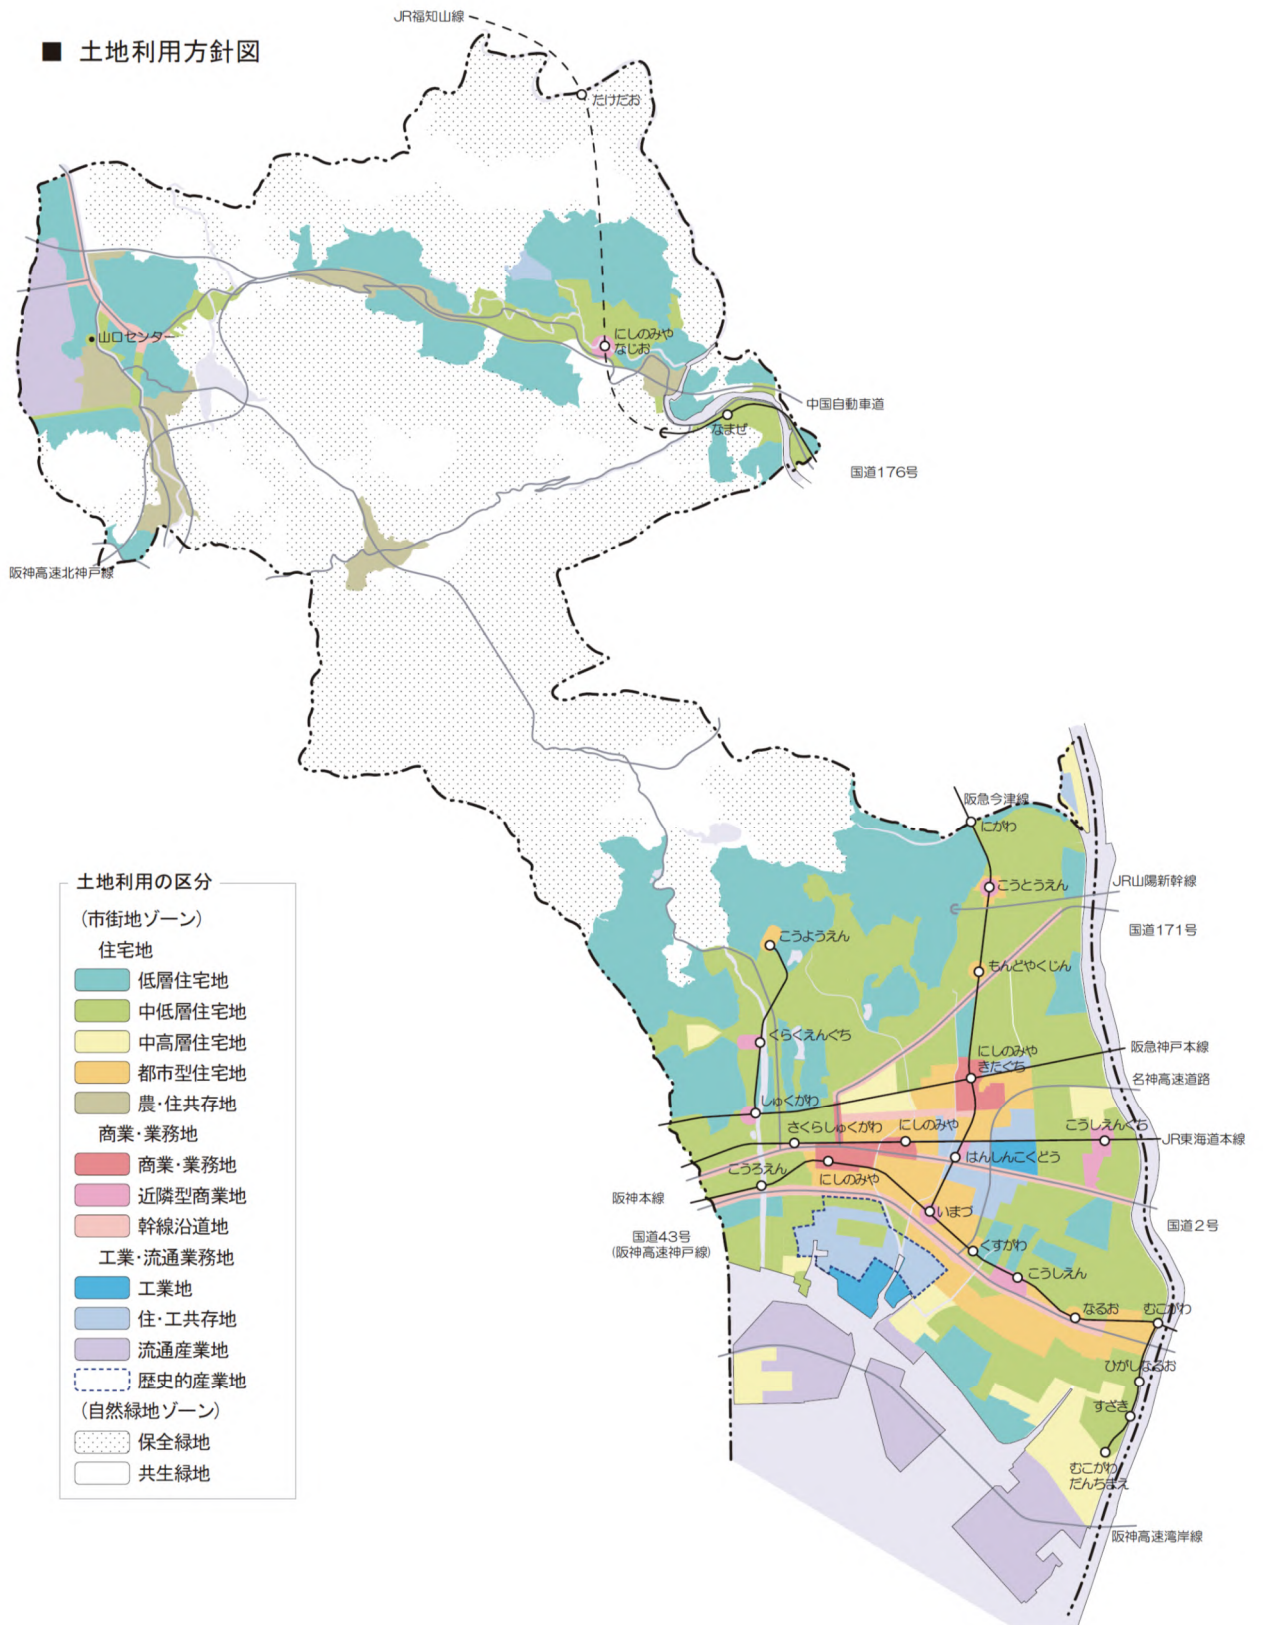 ■ 土地利用方針図
JR福知山線
たけだお
山口センター
にしのみや
なじお
中国自動車道
なまぜ
国道176号
阪神高速北神戸線
阪急今津線
にがわ
こうとうえん
JR山陽新幹線
国道171号
こうようえん
もんどやくじん
くらくえんぐち
にしのみや
きたぐち
阪急神戸本線
名神高速道路
しゅくがわ
さくらしゅくがわ
にしのみや
こうしえんぐち
JR東海道本線
はんしんこくどう
こうろえん
にしのみや
阪神本線
いまづ
国道2号
国道43号
(阪神高速神戸線)
くすがわ
こうしえん
なるお
むこがわ
ひがしなるお
すざき
むこがわ
だんちまえ
阪神高速湾岸線
土地利用の区分
(市街地ゾーン)
住宅地
低層住宅地
中低層住宅地
中高層住宅地
都市型住宅地
農・住共存地
商業・業務地
商業・業務地
近隣型商業地
幹線沿道地
工業・流通業務地
工業地
住・工共存地
流通産業地
歴史的産業地
(自然緑地ゾーン)
保全緑地
共生緑地